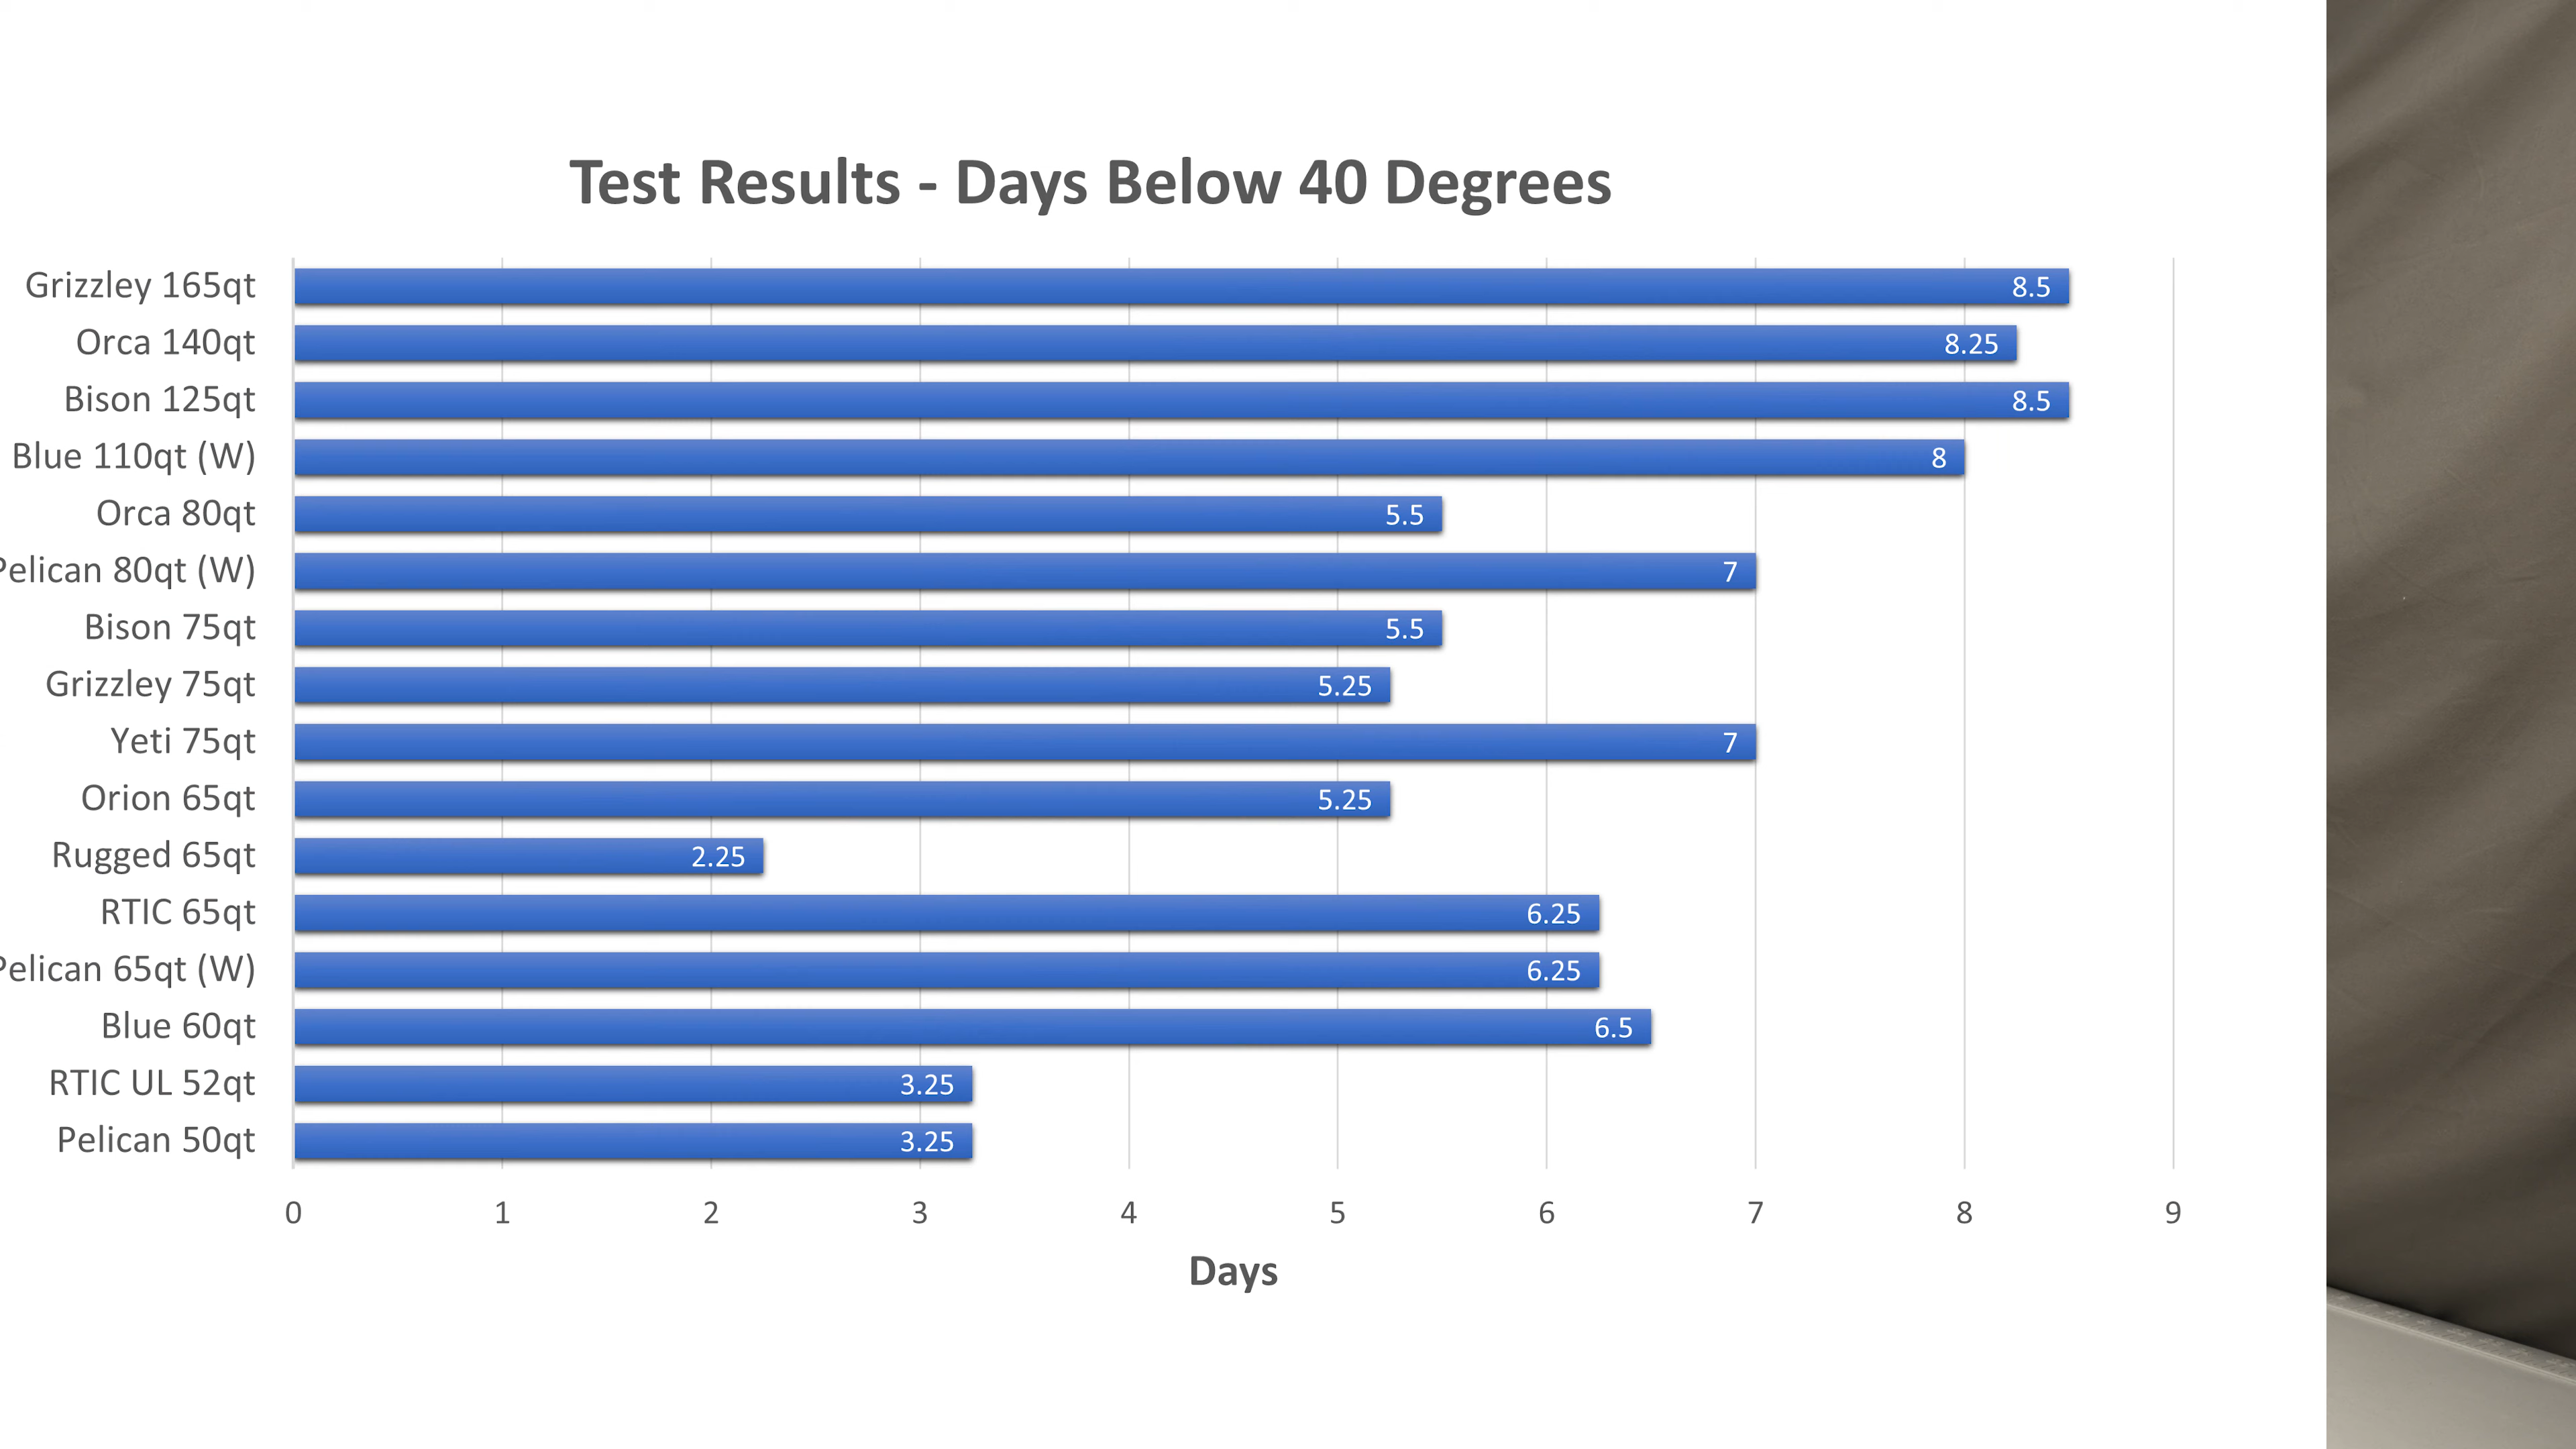 Test Results - Days Below 40 Degrees
Grizzley 165qt 8.5
Orca 140qt 8.25
Bison 125qt 8.5
Blue 110qt (W) 8
Orca 80qt 5.5
Pelican 80qt (W) 7
Bison 75qt 5.5
Grizzley 75qt 5.25
Yeti 75qt 7
Orion 65qt 5.25
Rugged 65qt 2.25
RTIC 65qt 6.25
Pelican 65qt (W) 6.25
Blue 60qt 6.5
RTIC UL 52qt 3.25
Pelican 50qt 3.25
0 1 2 3 4 5 6 7 8 9
Days